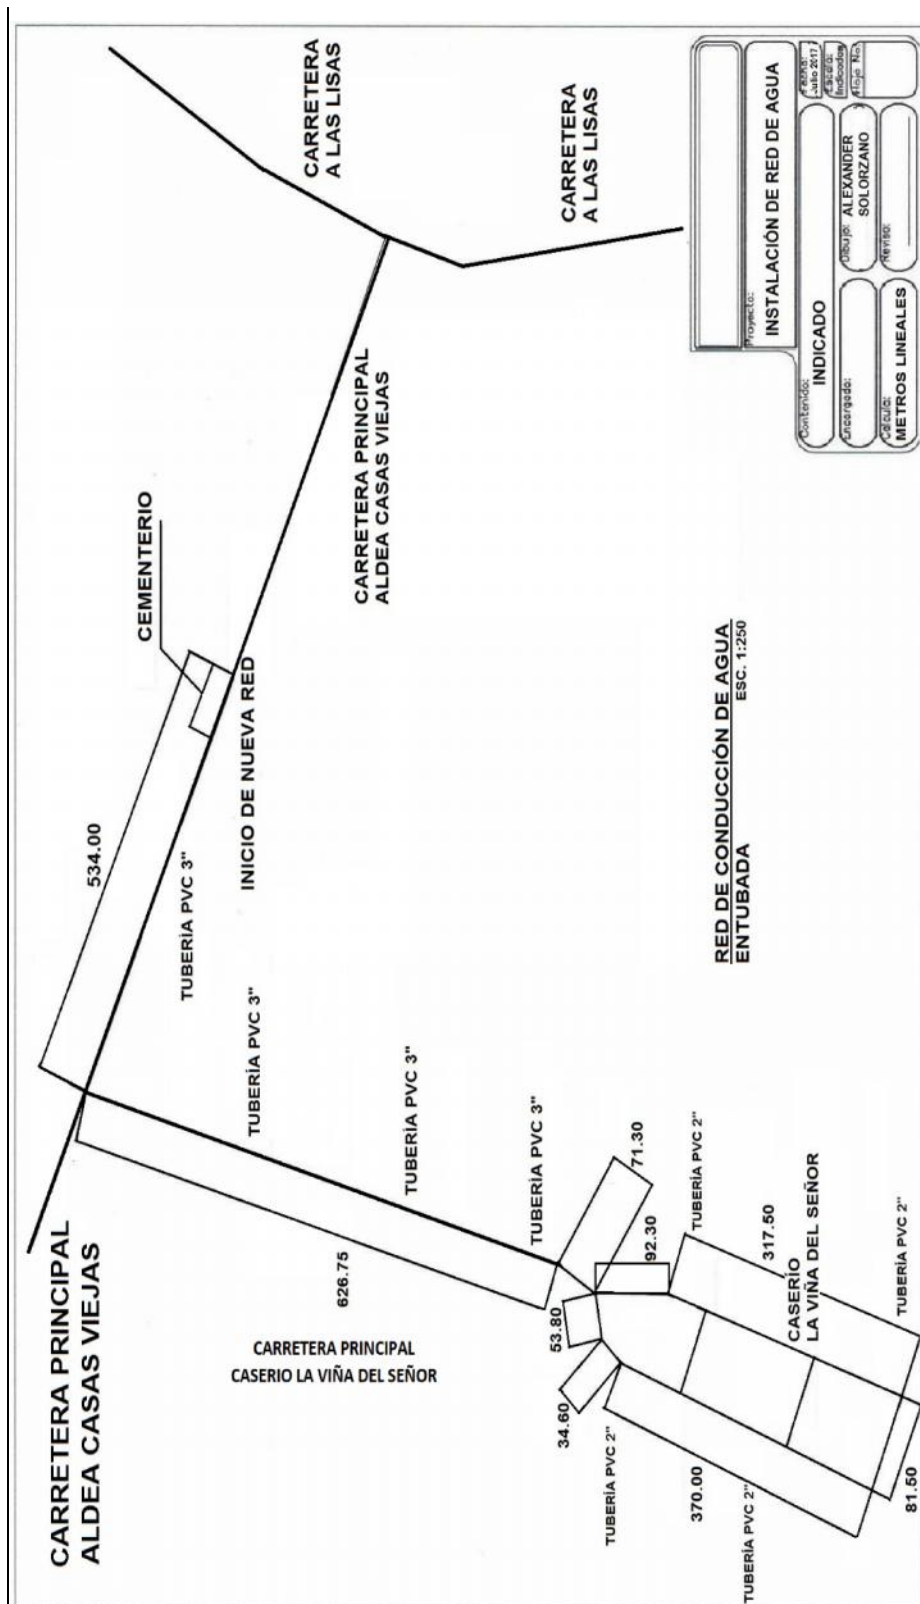 CARRETERA
A LAS LISAS
CARRETERA
A LAS LISAS
CEMENTERIO
CARRETERA PRINCIPAL
ALDEA CASAS VIEJAS
INICIO DE NUEVA RED
534.00
TUBERÍA PVC 3"
TUBERÍA PVC 3"
TUBERÍA PVC 3"
TUBERÍA PVC 3"
CARRETERA PRINCIPAL
ALDEA CASAS VIEJAS
626.75
CARRETERA PRINCIPAL
CASERIO LA VIÑA DEL SEÑOR
71.30
92.30
53.80
34.60
TUBERÍA PVC 2"
317.50
CASERÍO
LA VIÑA DEL SEÑOR
TUBERÍA PVC 2"
TUBERÍA PVC 2"
370.00
TUBERÍA PVC 2"
81.50
RED DE CONDUCCIÓN DE AGUA
ENTUBADA
ESC. 1:250
Proyecto:
INSTALACIÓN DE RED DE AGUA
Contenido:
INDICADO
Fecha:
Julio 2017
Escala:
Indicadas
Hoja No.
Encargado:
Dibujo: ALEXANDER
SOLORZANO
Calculo:
METROS LINEALES
Reviso: